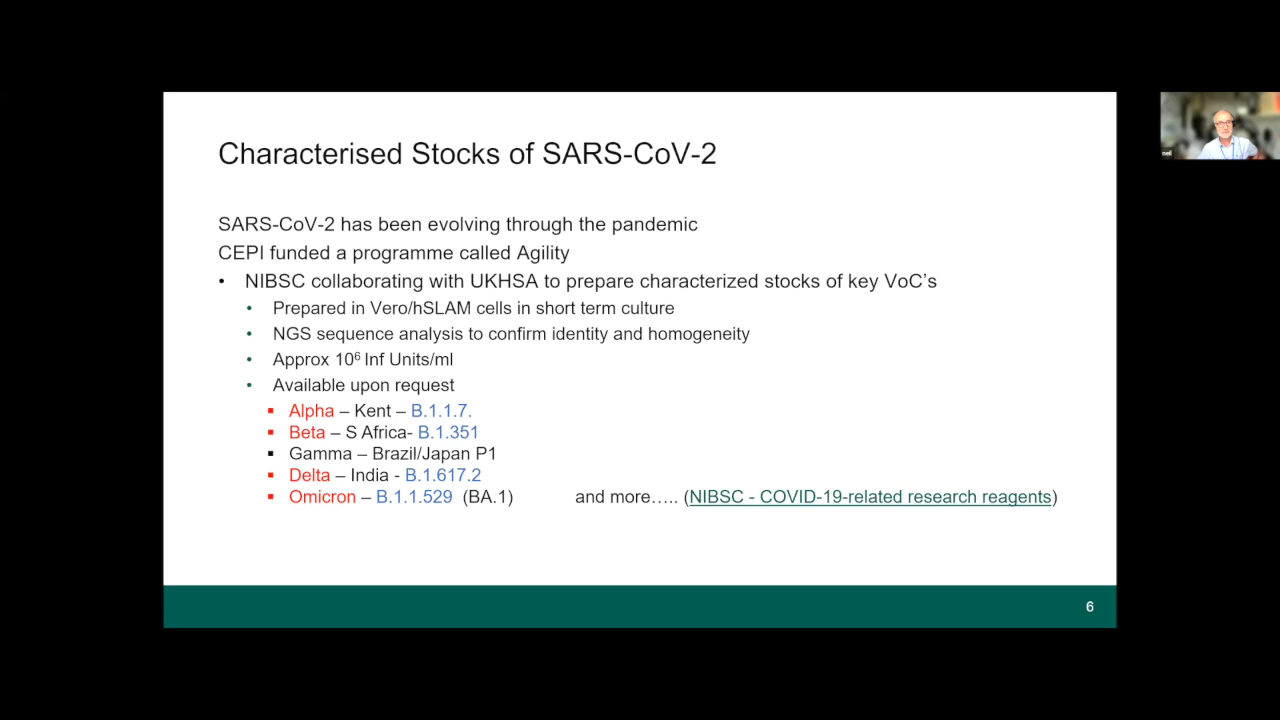 Characterised Stocks of SARS-CoV-2
SARS-CoV-2 has been evolving through the pandemic
CEPI funded a programme called Agility
• NIBSC collaborating with UKHSA to prepare characterized stocks of key VoC's
• Prepared in Vero/hSLAM cells in short term culture
• NGS sequence analysis to confirm identity and homogeneity
• Approx 10⁶ Inf Units/ml
• Available upon request
▪ Alpha – Kent – B.1.1.7.
▪ Beta – S Africa- B.1.351
▪ Gamma – Brazil/Japan P1
▪ Delta – India - B.1.617.2
▪ Omicron – B.1.1.529 (BA.1) and more….. (NIBSC - COVID-19-related research reagents)
6
neil